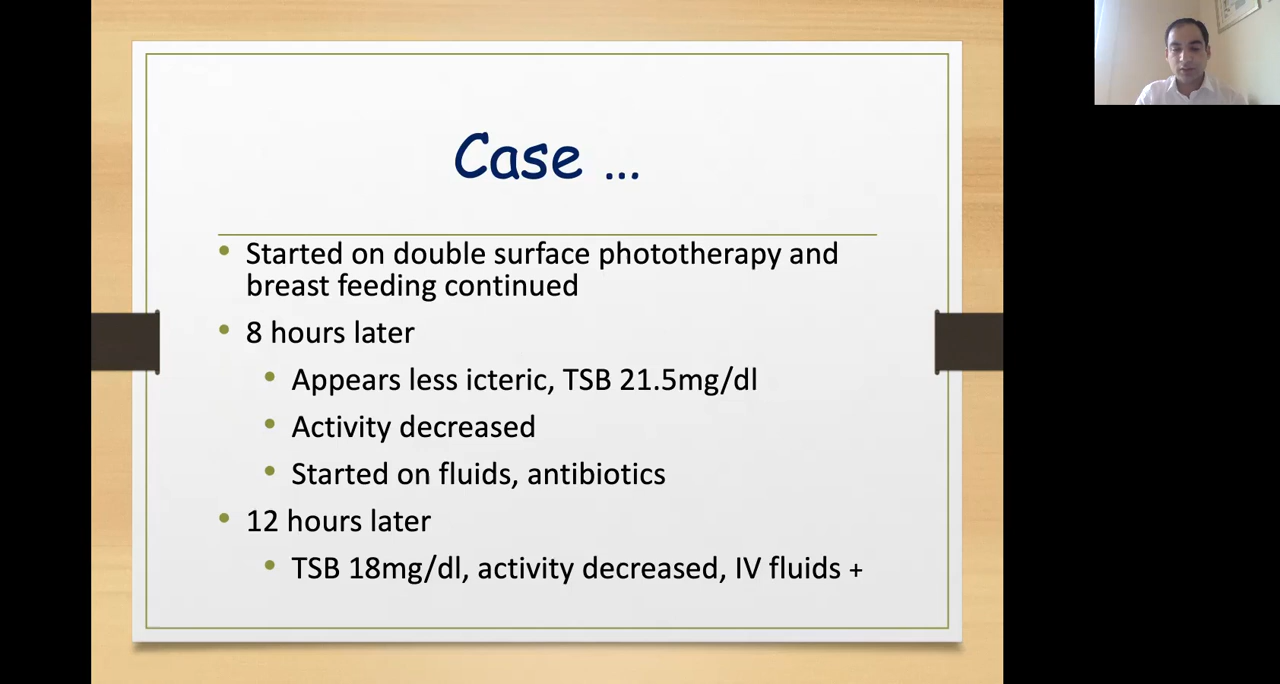 Case ...
Started on double surface phototherapy and
breast feeding continued
8 hours later
Appears less icteric, TSB 21.5mg/dl
Activity decreased
Started on fluids, antibiotics
12 hours later
TSB 18mg/dl, activity decreased, IV fluids +